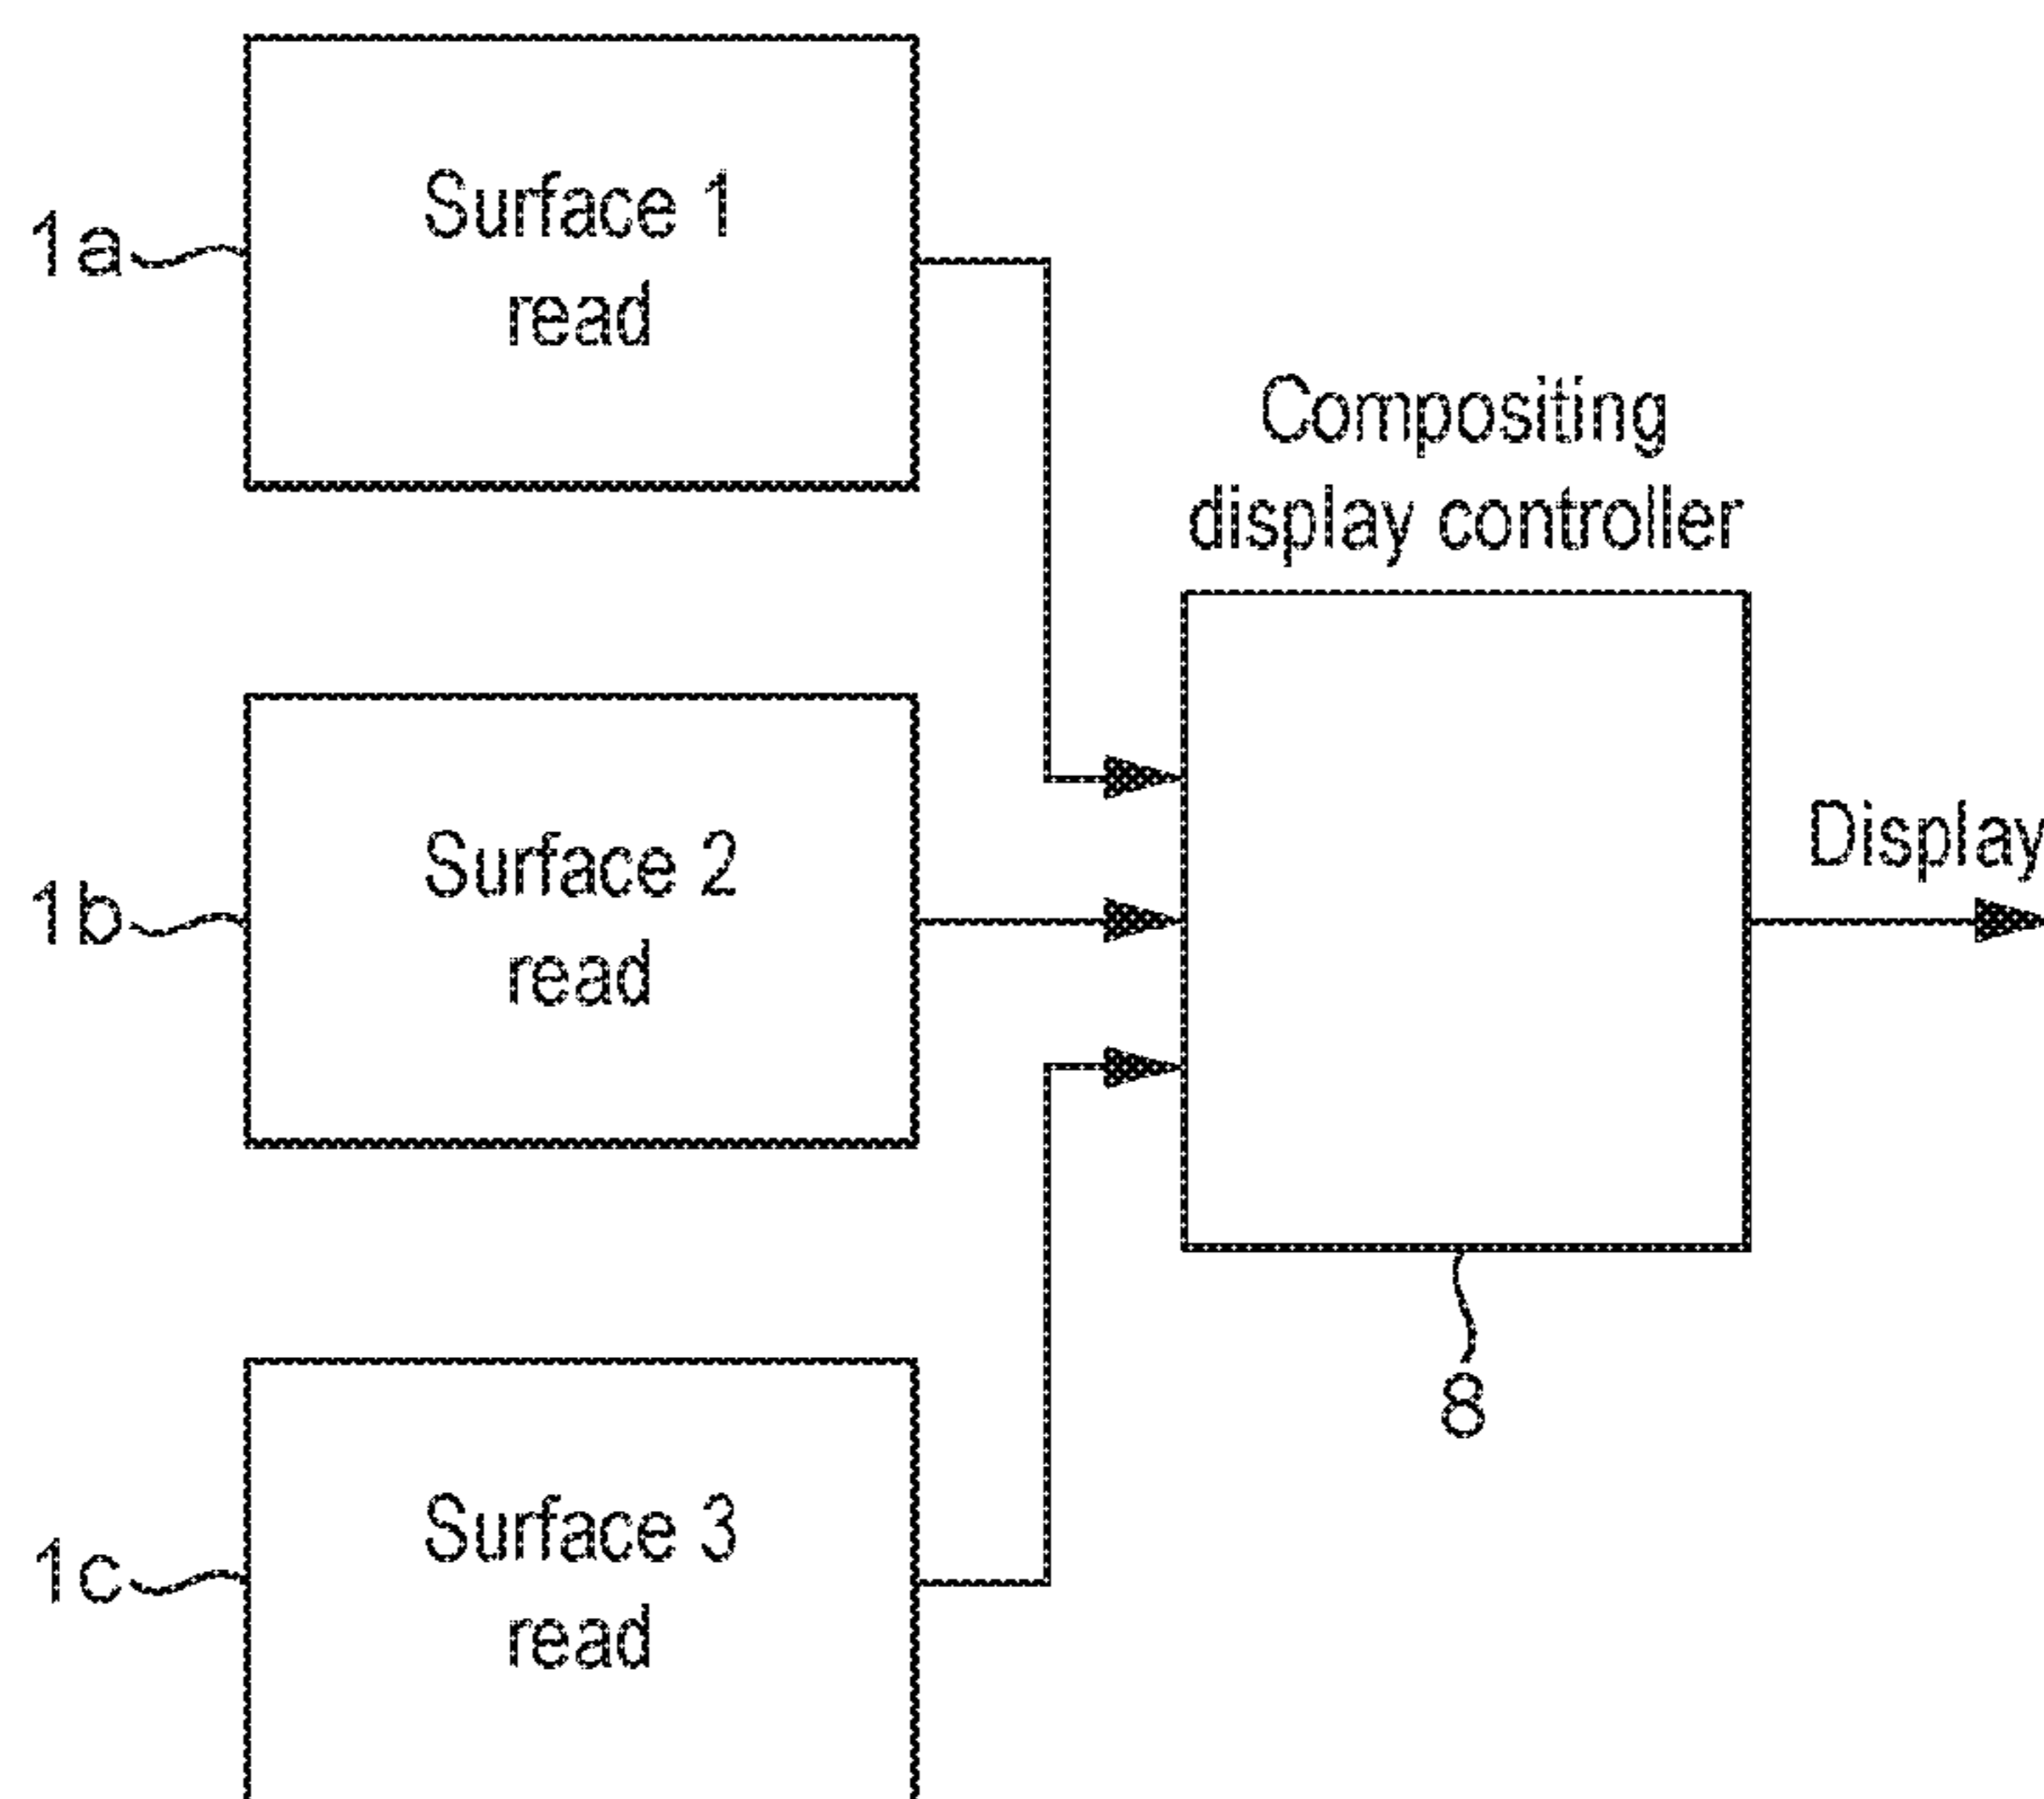 1a
Surface 1
read
Compositing
display controller
1b
Surface 2
read
Display
8
1c
Surface 3
read